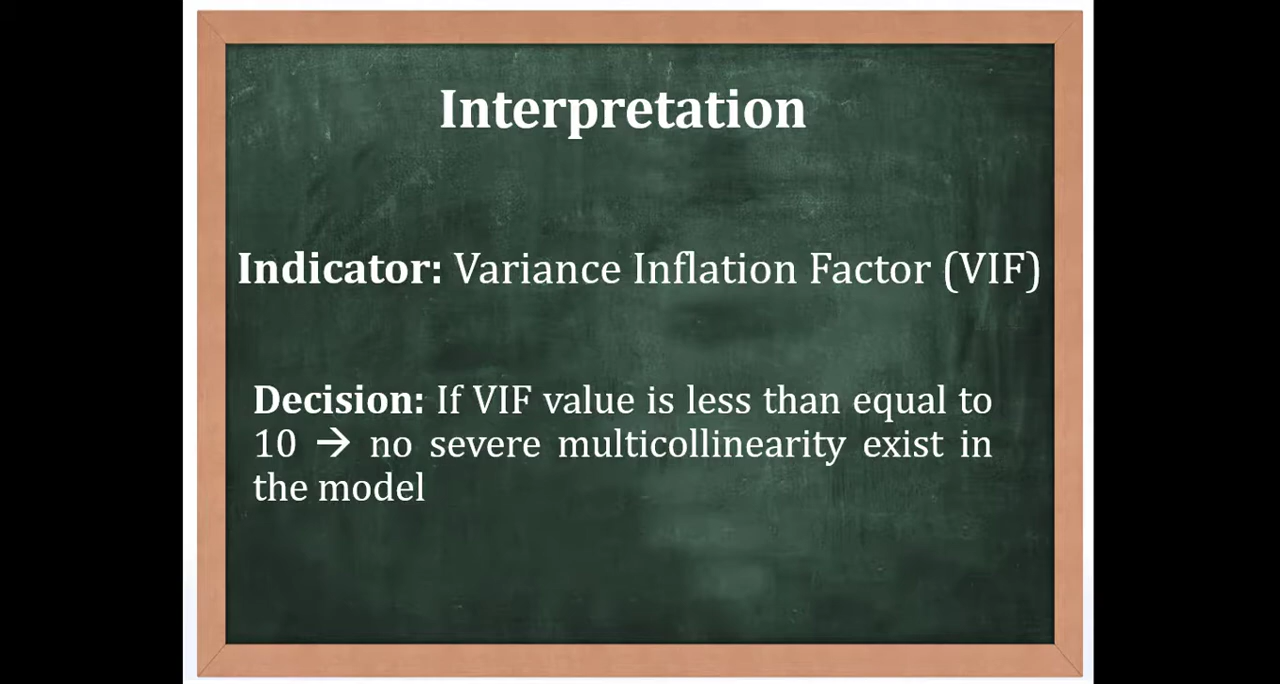 Interpretation
Indicator: Variance Inflation Factor (VIF)
Decision: If VIF value is less than equal to
10 → no severe multicollinearity exist in
the model